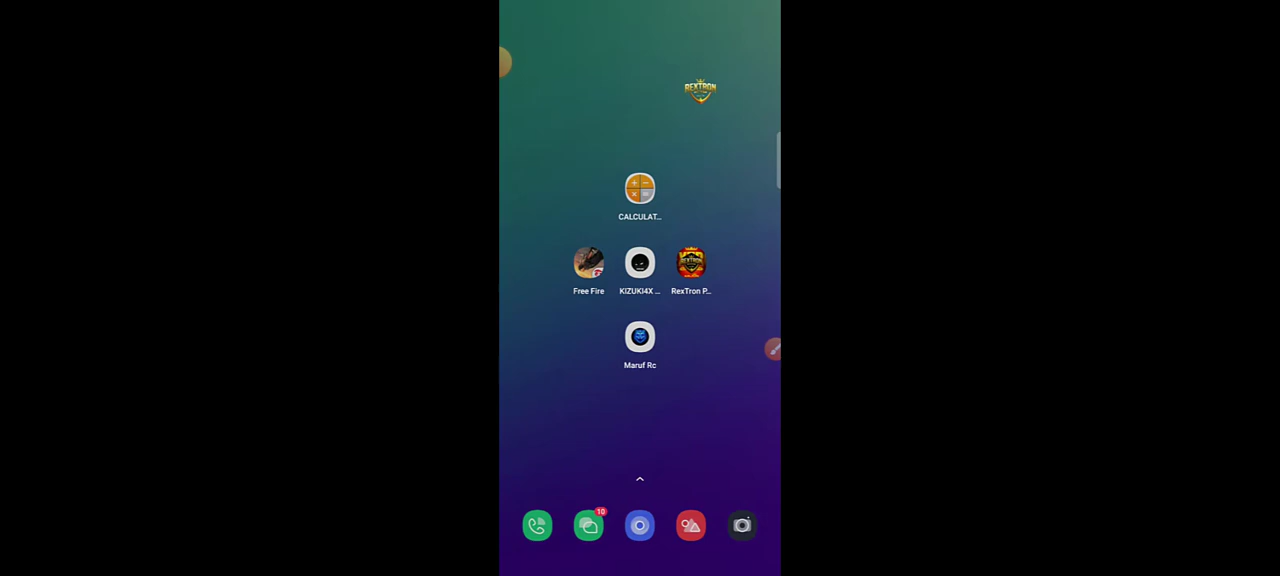 REXTRON
CALCULAT...
Free Fire
KIZUKI4X ...
RexTron P...
Maruf Rc
10